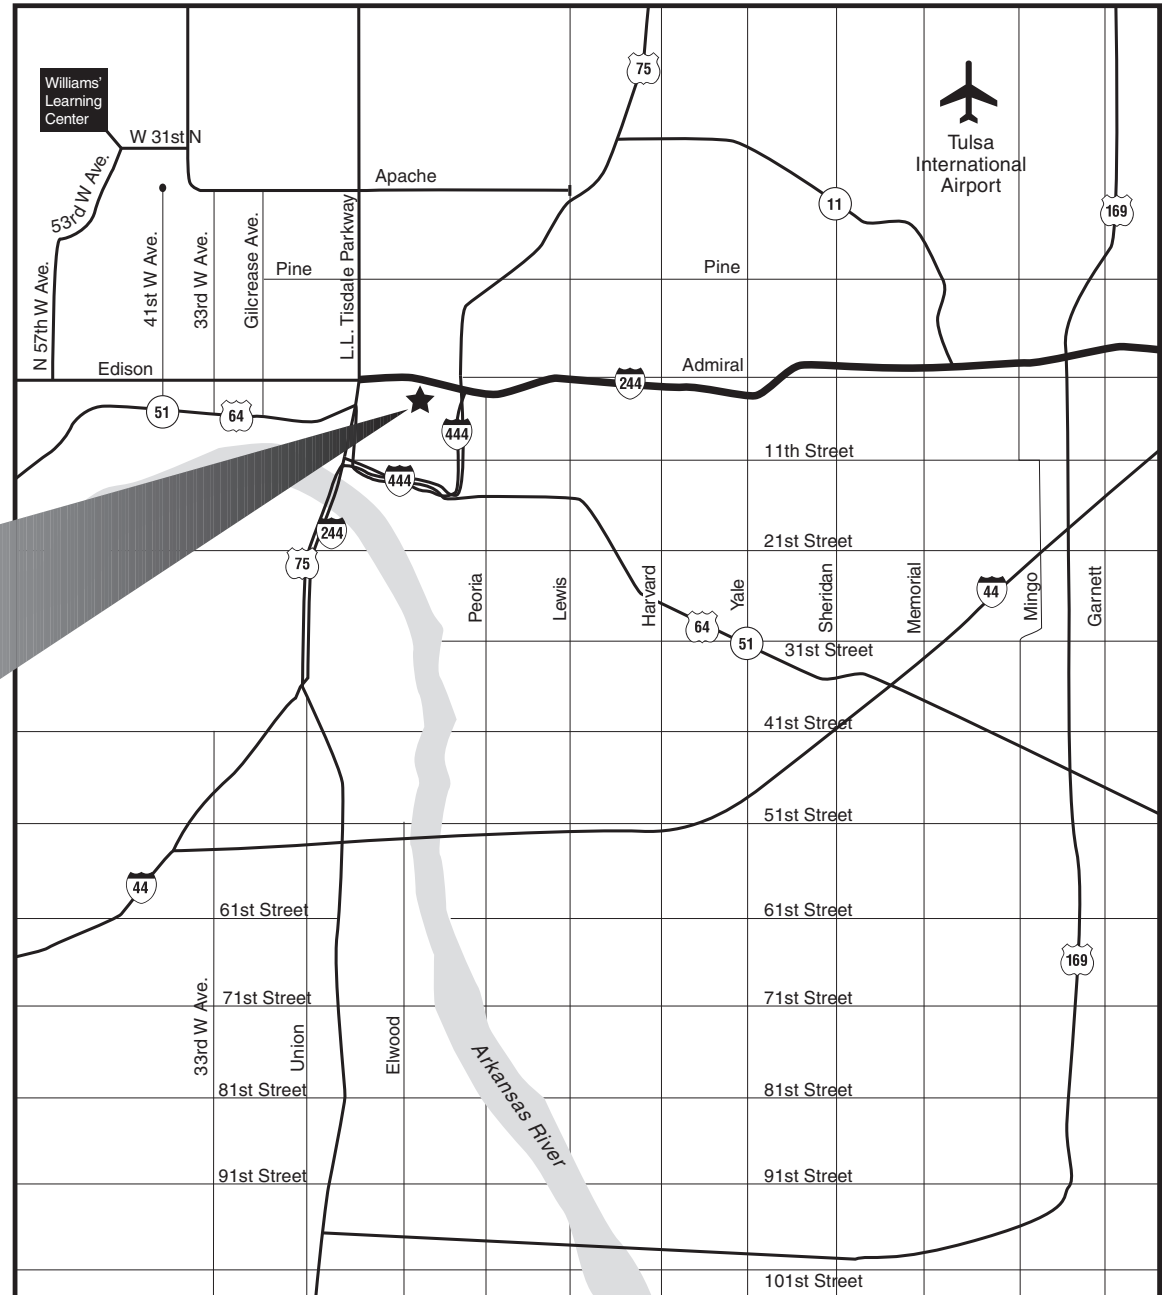 75
Williams'
Learning
Center
W 31st N
Tulsa
International
Airport
Apache
53rd W Ave.
11
169
N 57th W Ave.
41st W Ave.
33rd W Ave.
Gilcrease Ave.
Pine
L.L. Tisdale Parkway
Pine
Edison
Admiral
244
51
64
444
11th Street
444
244
21st Street
75
Peoria
Lewis
Harvard
Yale
Sheridan
Memorial
44
Mingo
Garnett
64
51
31st Street
41st Street
51st Street
44
61st Street
61st Street
169
33rd W Ave.
71st Street
71st Street
Union
Elwood
81st Street
81st Street
Arkansas River
91st Street
91st Street
101st Street